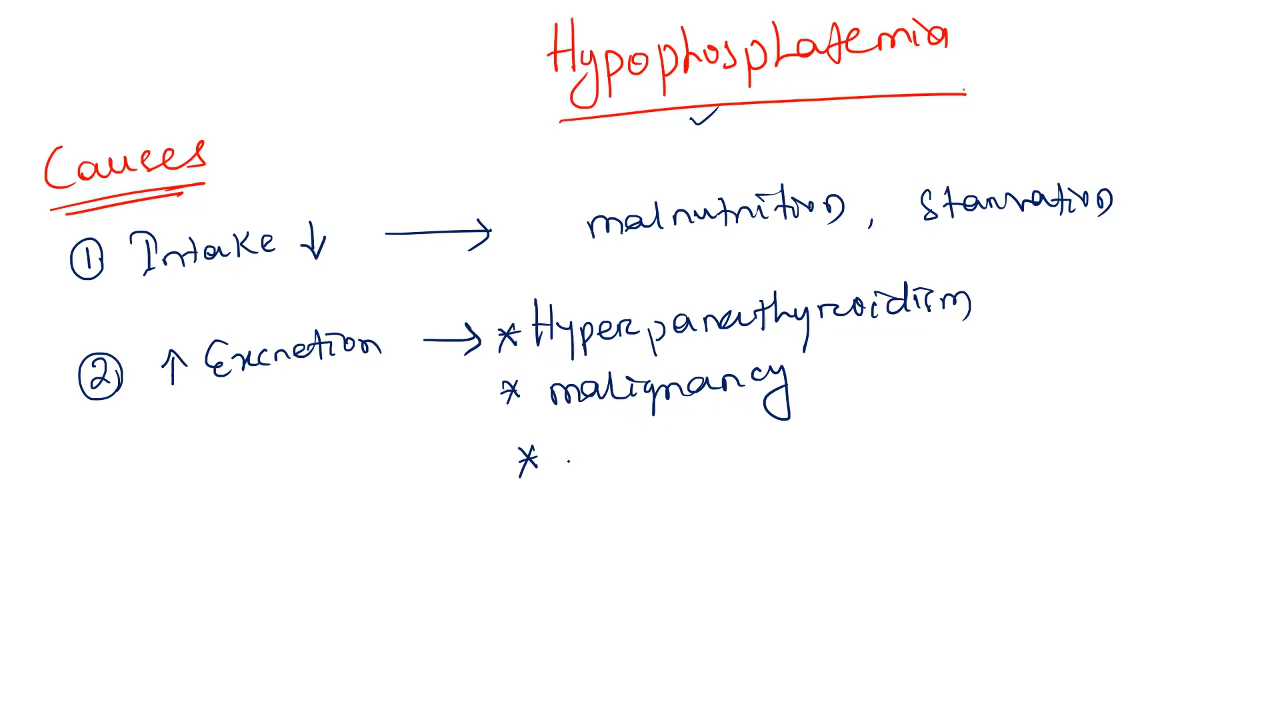 Hypophosphatemia
Causes
① Intake ↓ → malnutrition, starvation
② ↑ Excretion → * Hyperparathyroidism
* malignancy
*